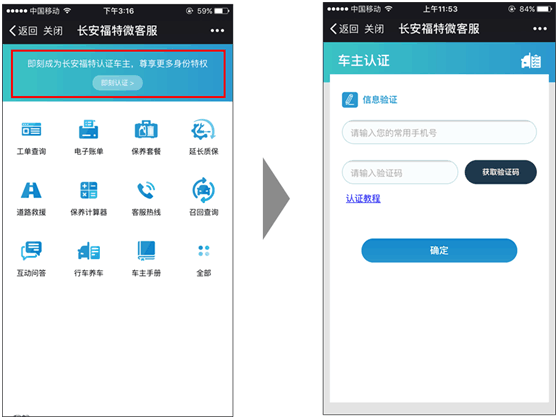 中国移动 下午3:16 59%
返回 关闭 长安福特微客服
即刻成为长安福特认证车主，尊享更多身份特权
即刻认证 >
工单查询 电子账单 保养套餐 延长质保
道路救援 保养计算器 客服热线 召回查询
互动问答 行车养车 车主手册 全部
中国移动 上午11:53 84%
返回 关闭 长安福特微客服
车主认证
信息验证
请输入您的常用手机号
请输入验证码 获取验证码
认证教程
确定